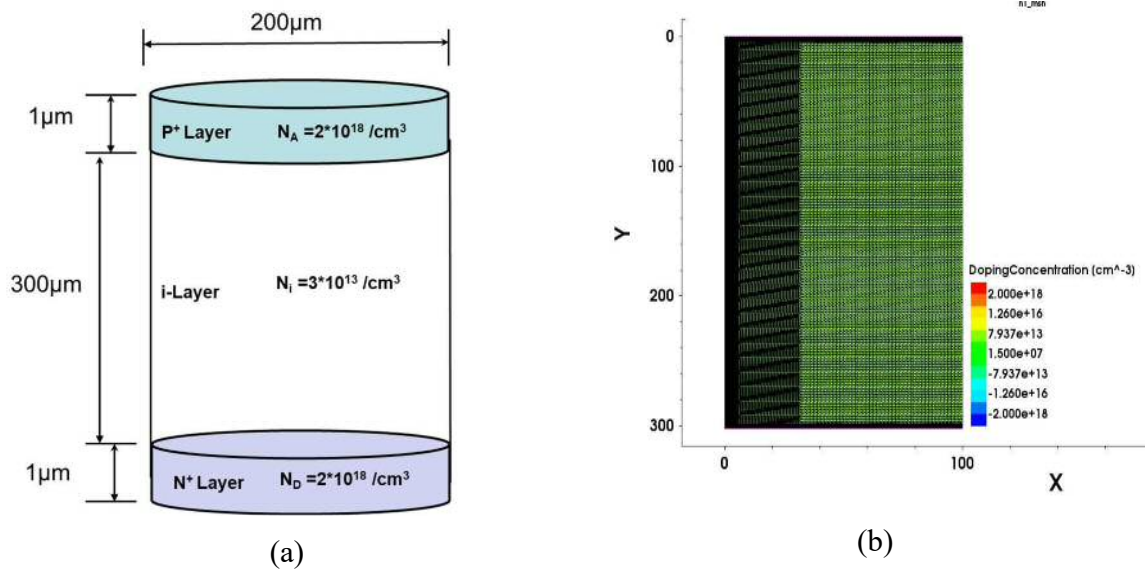 200μm
1μm
P+ Layer N_A =2*10^18 /cm^3
300μm
i-Layer N_i =3*10^13 /cm^3
1μm
N+ Layer N_D =2*10^18 /cm^3
(a)
n1_msh
0
100
Y
200
300
0 100
X
DopingConcentration (cm^-3)
2.000e+18
1.260e+16
7.937e+13
1.500e+07
-7.937e+13
-1.260e+16
-2.000e+18
(b)